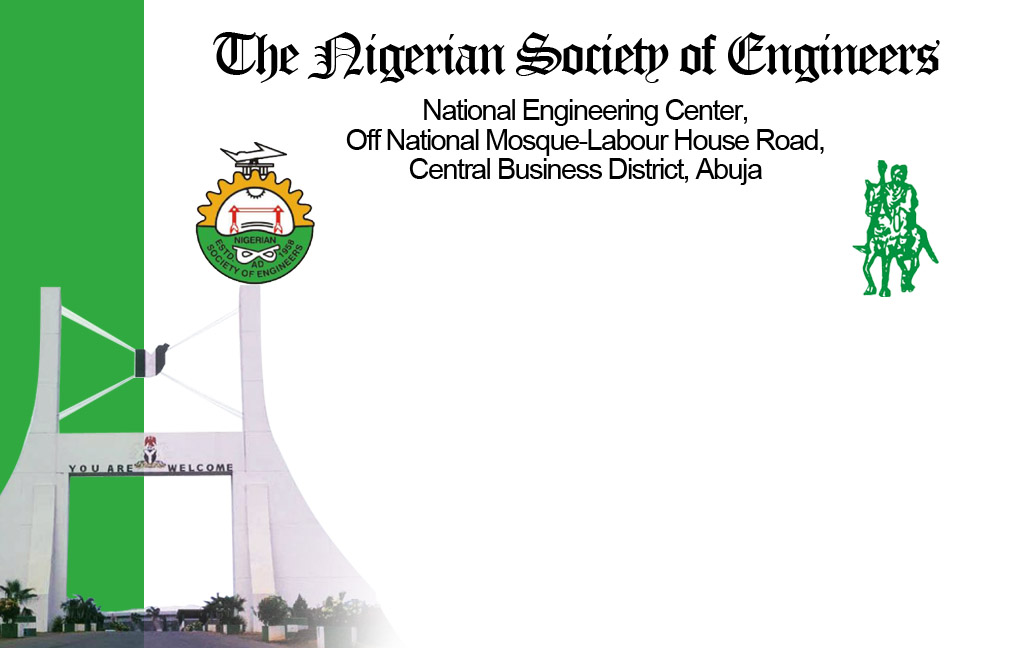 The Nigerian Society of Engineers
National Engineering Center,
Off National Mosque-Labour House Road,
Central Business District, Abuja
NIGERIAN
ESTD. AD 1958
SOCIETY OF ENGINEERS
YOU ARE WELCOME